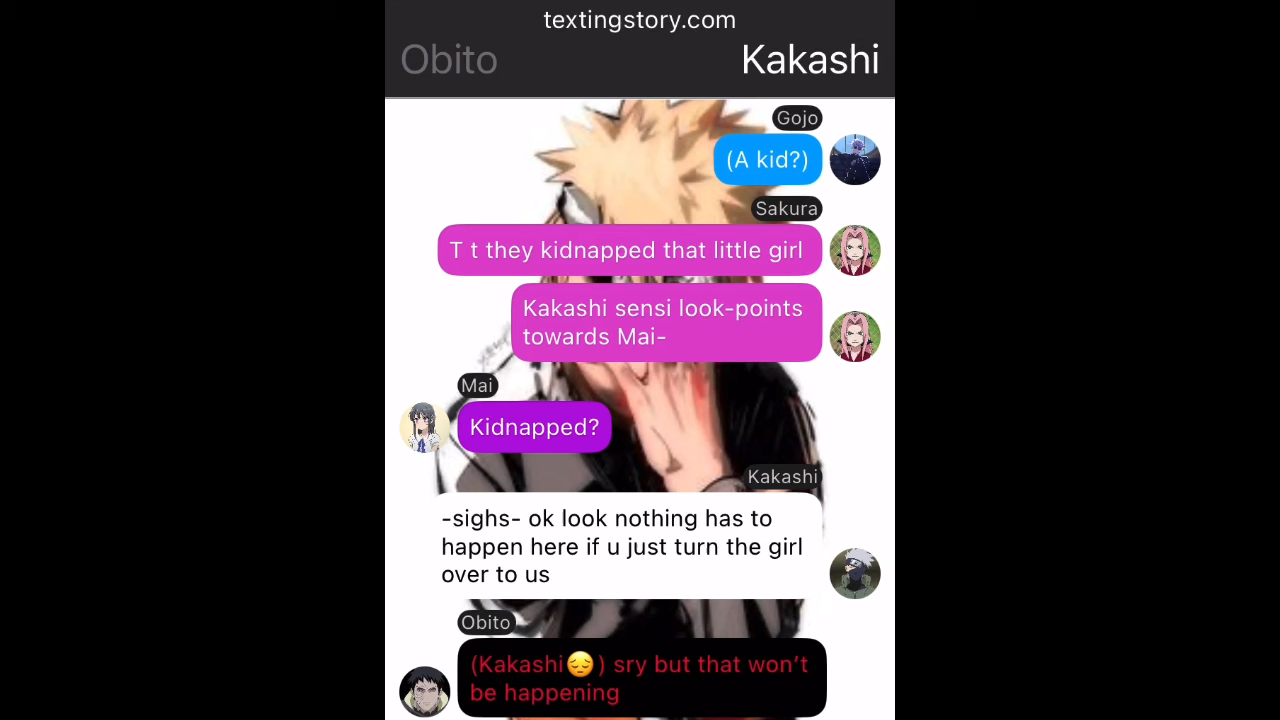 textingstory.com
Obito
Kakashi
Gojo
(A kid?)
Sakura
T t they kidnapped that little girl
Kakashi sensi look-points
towards Mai-
Mai
Kidnapped?
Kakashi
-sighs- ok look nothing has to
happen here if u just turn the girl
over to us
Obito
(Kakashi😔) sry but that won’t
be happening